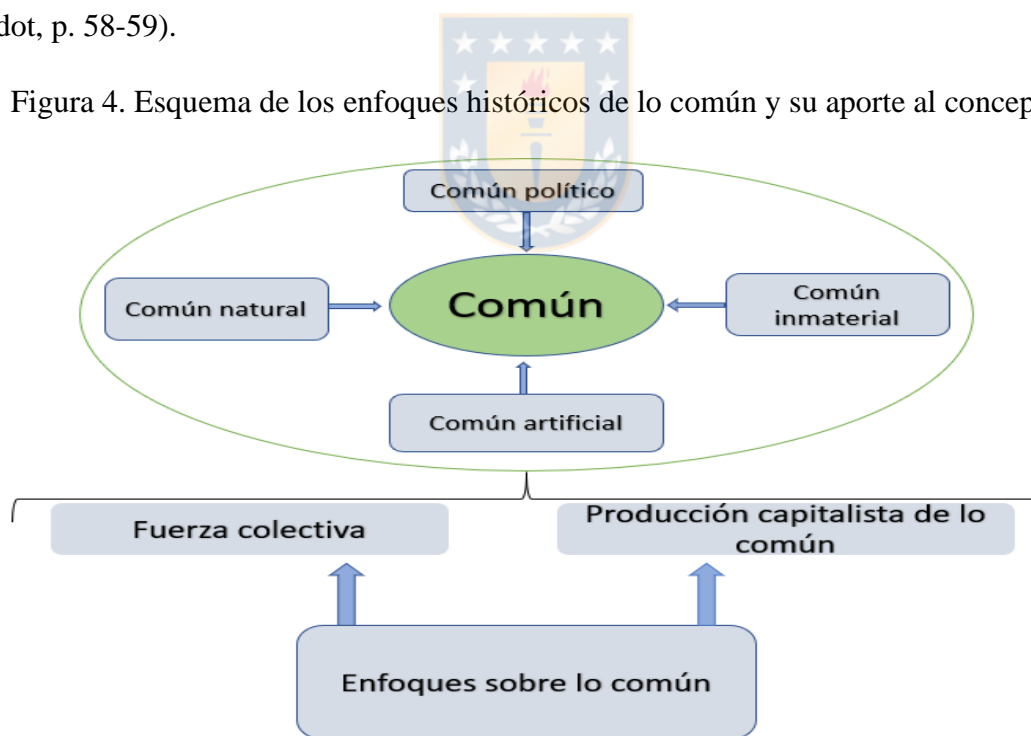 dot, p. 58-59).
Figura 4. Esquema de los enfoques históricos de lo común y su aporte al concep
Común político
Común natural
Común
Común
inmaterial
Común artificial
Fuerza colectiva
Producción capitalista de lo
común
Enfoques sobre lo común